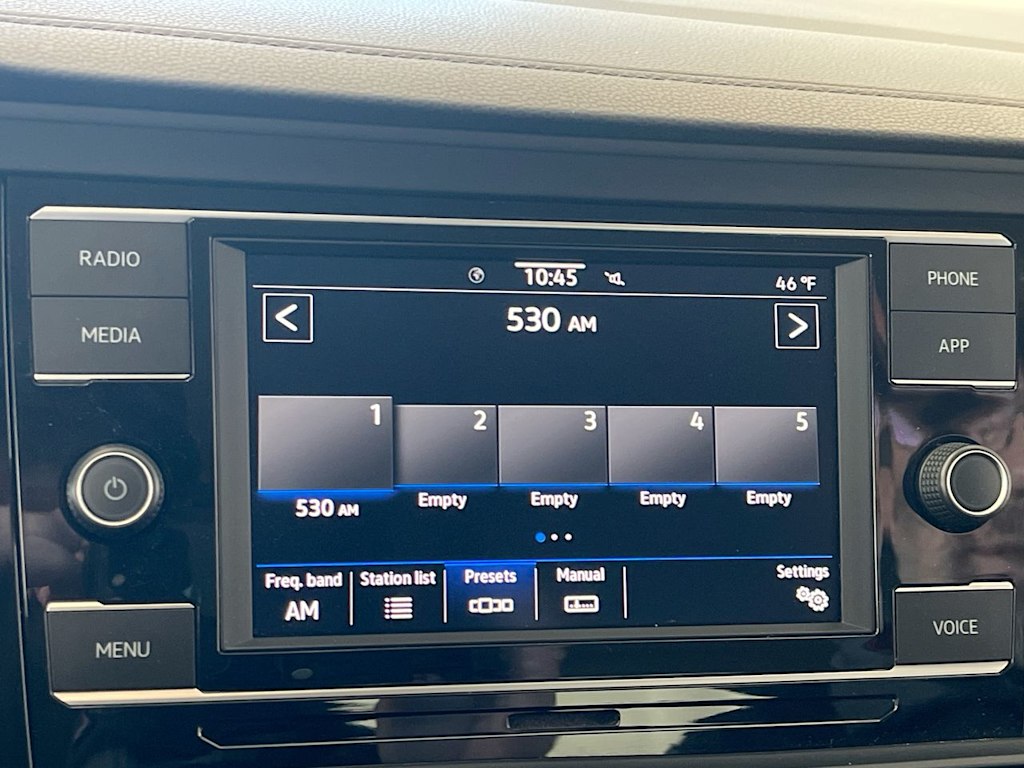 RADIO
MEDIA
MENU
10:45
46 °F
530 AM
1
2
3
4
5
530 AM
Empty
Empty
Empty
Empty
Freq. band
AM
Station list
Presets
Manual
Settings
PHONE
APP
VOICE